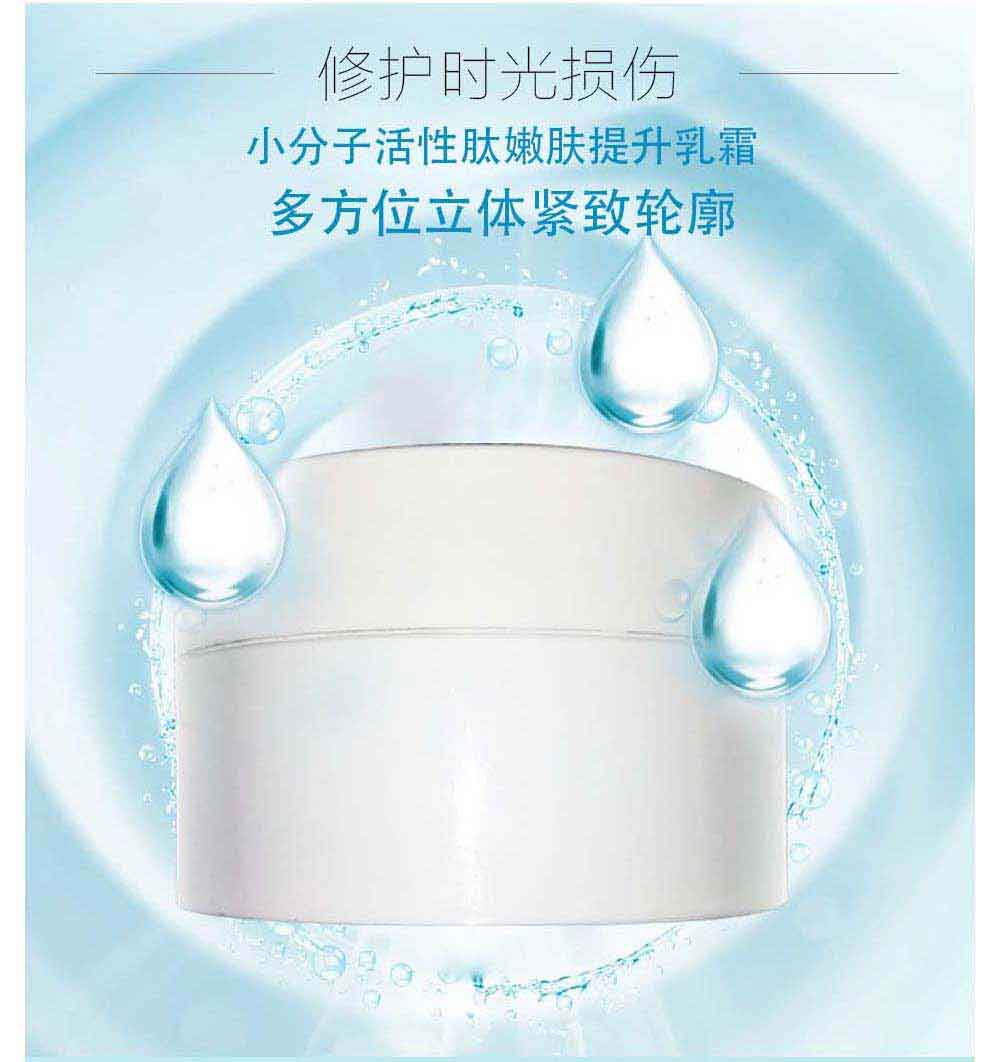 修护时光损伤
小分子活性肽嫩肤提升乳霜
多方位立体紧致轮廓